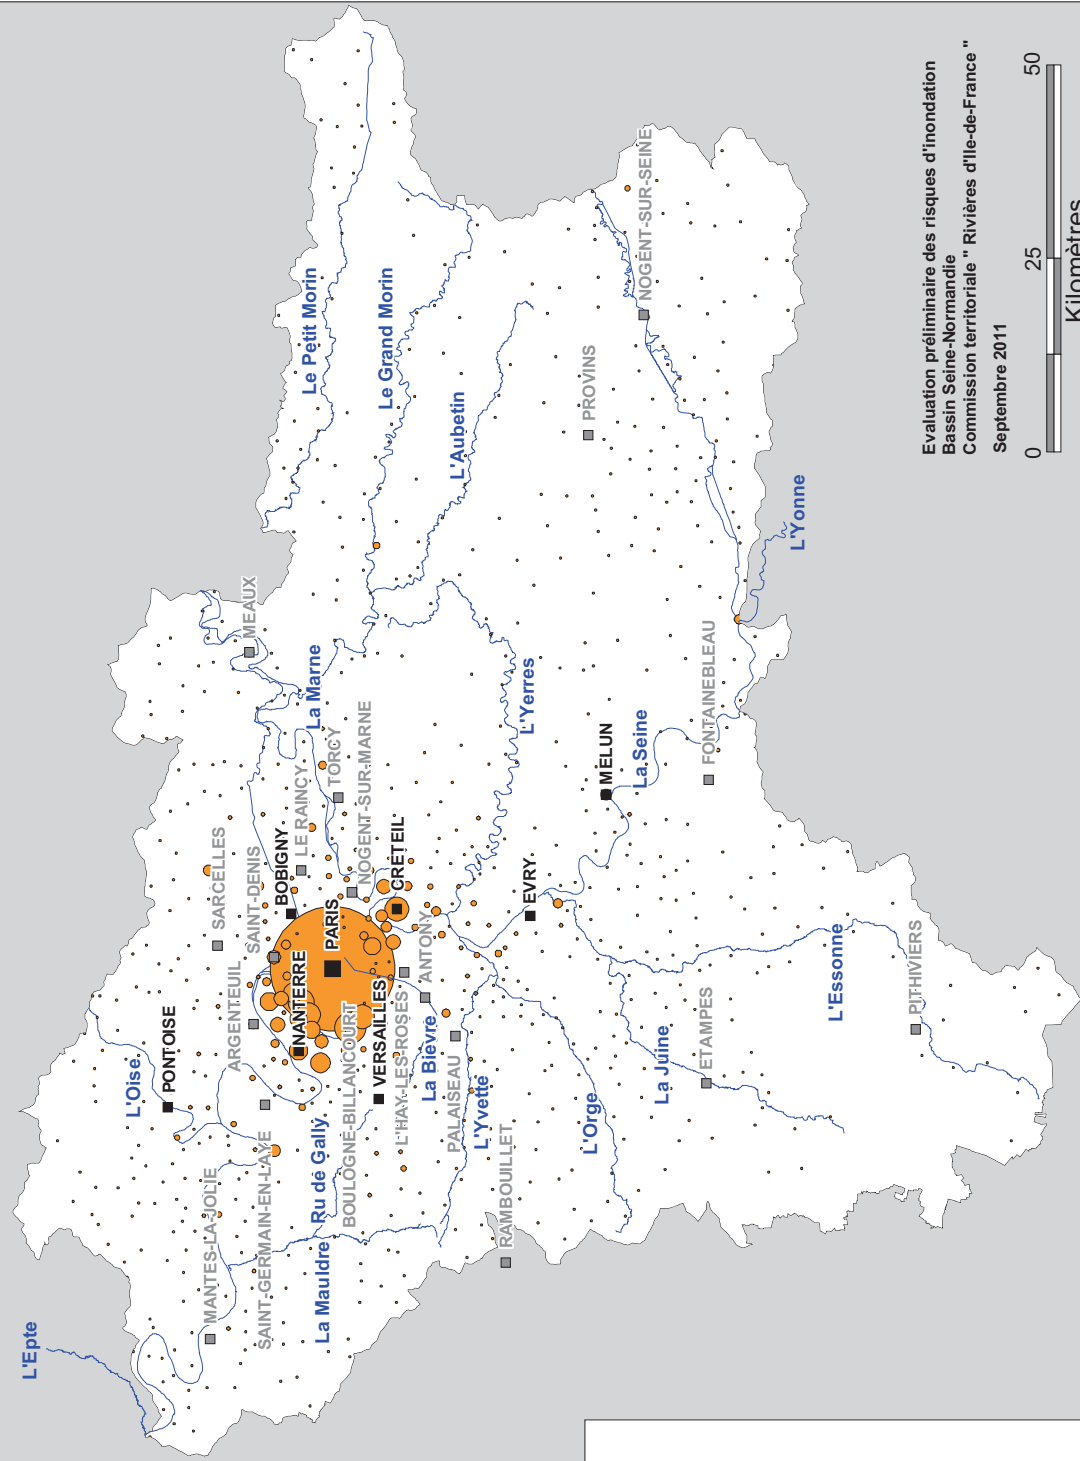 L'Epte
L'Oise
PONTOISE
MANTES-LA-JOLIE
ARGENTEUIL
SARCELLES
SAINT-DENIS
SAINT-GERMAIN-EN-LAYE
NANTERRE
BOBIGNY
LE RAINCY
MEAUX
La Marne
Le Petit Morin
La Mauldre
Ru de Gally
PARIS
TORCY
BOULOGNE-BILLANCOURT
NOGENT-SUR-MARNE
VERSAILLES
CRETEIL
Le Grand Morin
L'HAY-LES-ROSES
ANTONY
La Bièvre
PALAISEAU
L'Aubetin
L'Yvette
RAMBOUILLET
L'Yerres
EVRY
PROVINS
L'Orge
MELUN
La Seine
NOGENT-SUR-SEINE
La Juine
ETAMPES
FONTAINEBLEAU
L'Yonne
L'Essonne
PITHIVIERS
Evaluation préliminaire des risques d'inondation
Bassin Seine-Normandie
Commission territoriale " Rivières d'Ile-de-France "
Septembre 2011
0 25 50
Kilomètres